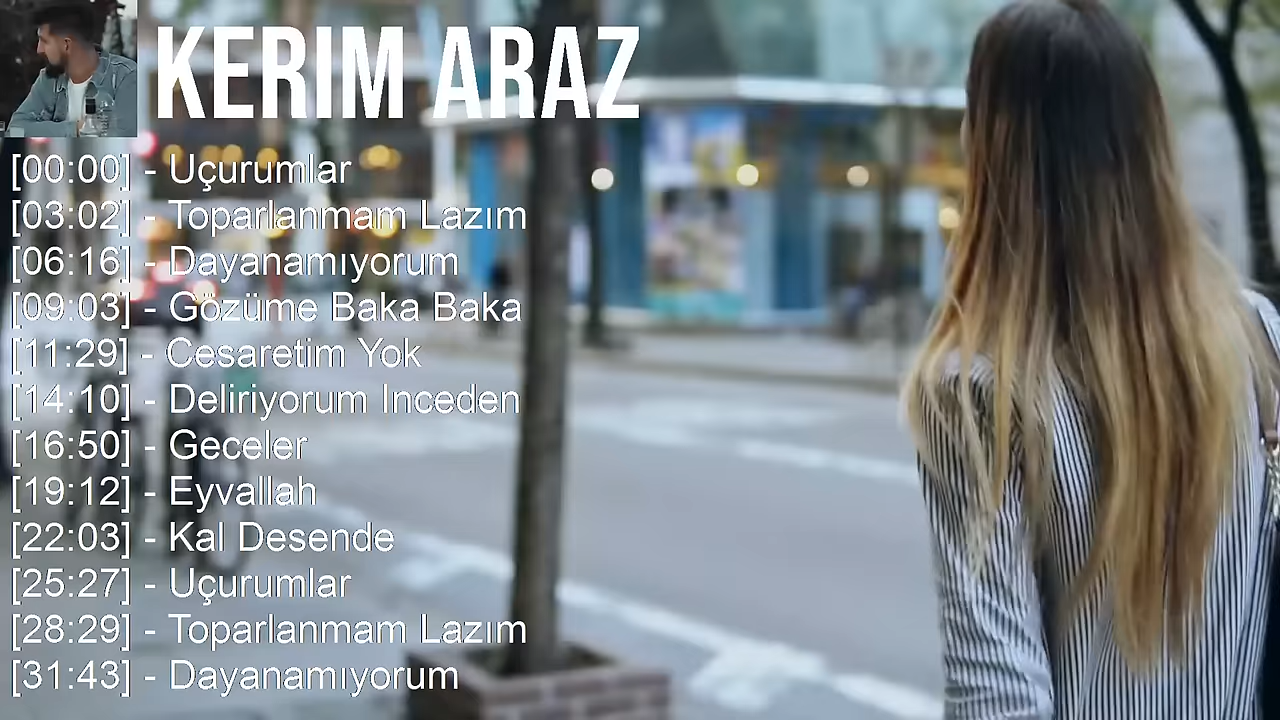 KERIM ARAZ
[00:00] - Uçurumlar
[03:02] - Toparlanmam Lazım
[06:16] - Dayanamıyorum
[09:03] - Gözüme Baka Baka
[11:29] - Cesaretim Yok
[14:10] - Deliriyorum Inceden
[16:50] - Geceler
[19:12] - Eyvallah
[22:03] - Kal Desende
[25:27] - Uçurumlar
[28:29] - Toparlanmam Lazım
[31:43] - Dayanamıyorum